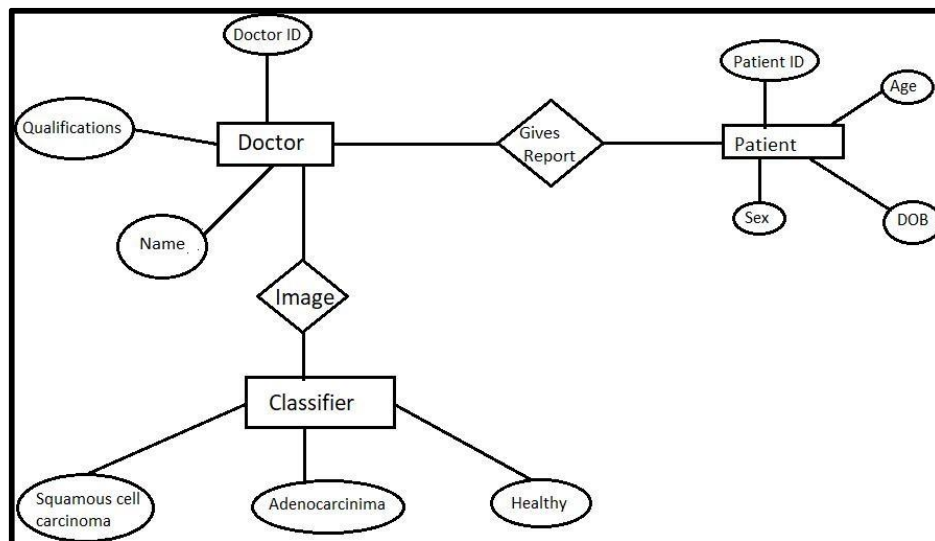 Doctor ID
Patient ID
Age
Qualifications
Doctor
Gives
Report
Patient
Name
Sex
DOB
Image
Classifier
Squamous cell
carcinoma
Adenocarcinima
Healthy